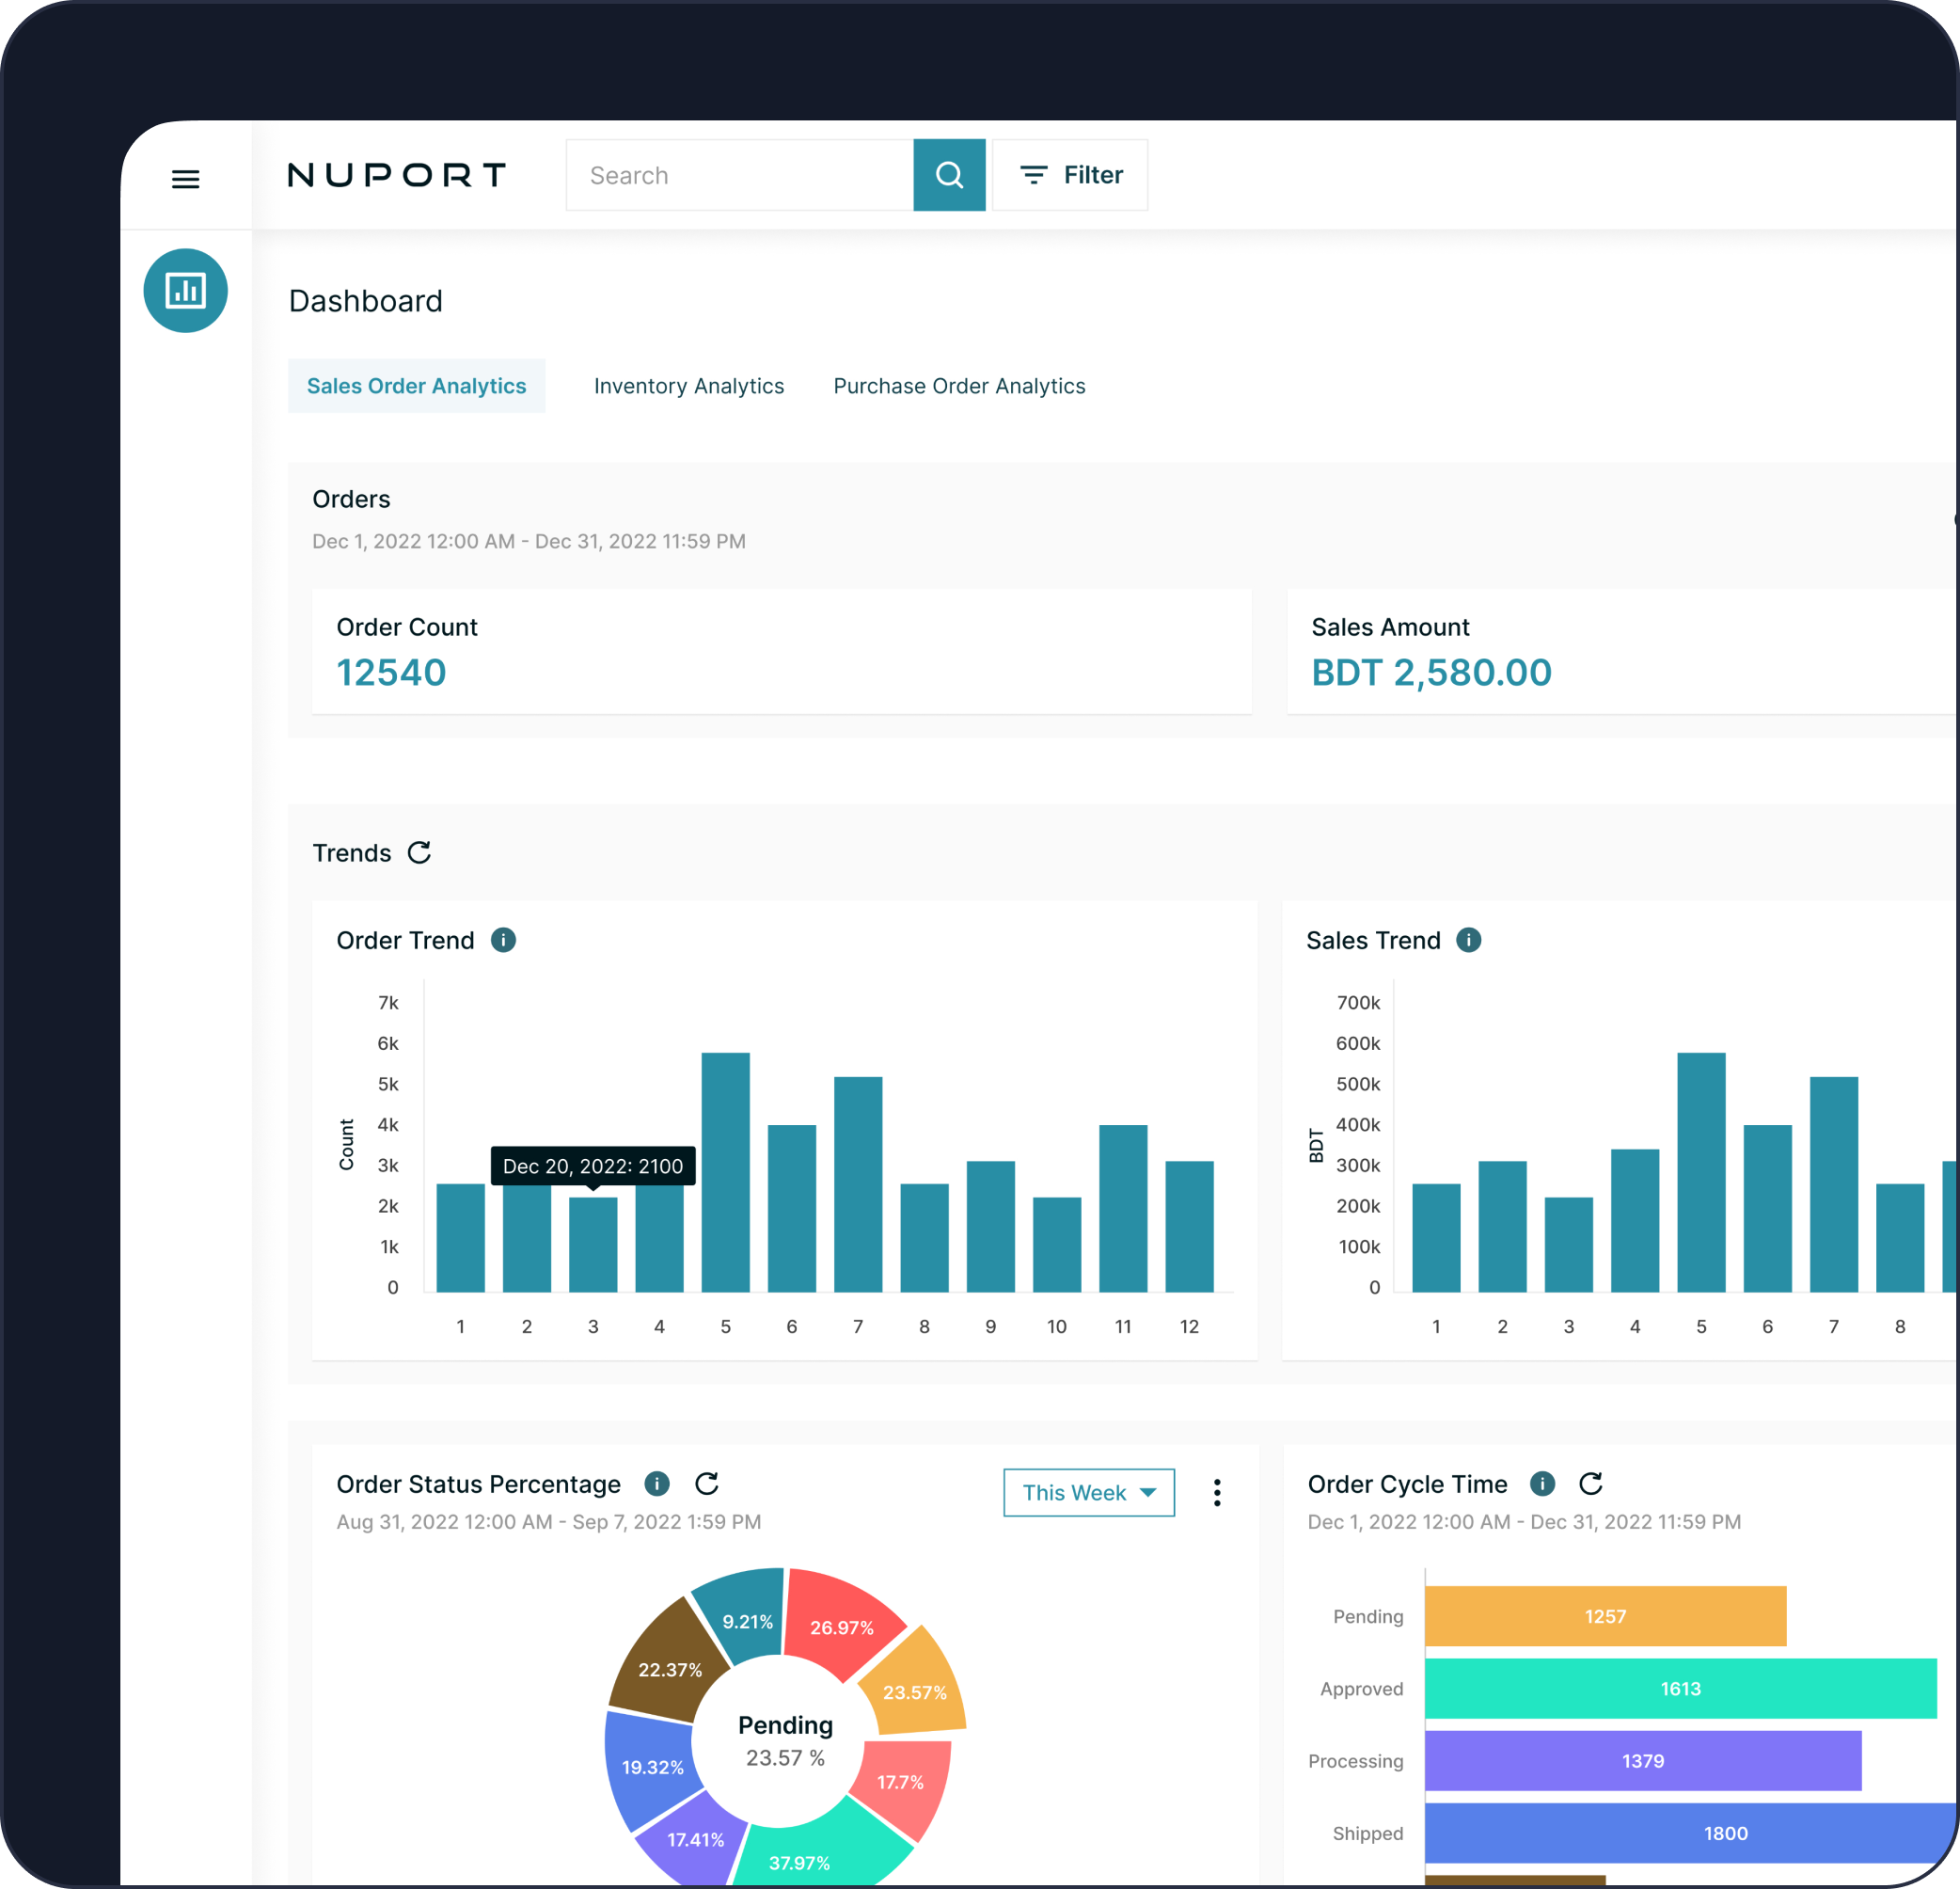 NUPORT
Search
Filter
Dashboard
Sales Order Analytics
Inventory Analytics
Purchase Order Analytics
Orders
Dec 1, 2022 12:00 AM - Dec 31, 2022 11:59 PM
Order Count
12540
Sales Amount
BDT 2,580.00
Trends
Order Trend
7k
6k
5k
4k
3k
2k
1k
0
Count
Dec 20, 2022: 2100
1 2 3 4 5 6 7 8 9 10 11 12
Sales Trend
700k
600k
500k
400k
300k
200k
100k
0
BDT
1 2 3 4 5 6 7 8
Order Status Percentage
Aug 31, 2022 12:00 AM - Sep 7, 2022 1:59 PM
This Week
9.21%
26.97%
22.37%
23.57%
Pending
23.57 %
19.32%
17.7%
17.41%
37.97%
Order Cycle Time
Dec 1, 2022 12:00 AM - Dec 31, 2022 11:59 PM
Pending 1257
Approved 1613
Processing 1379
Shipped 1800